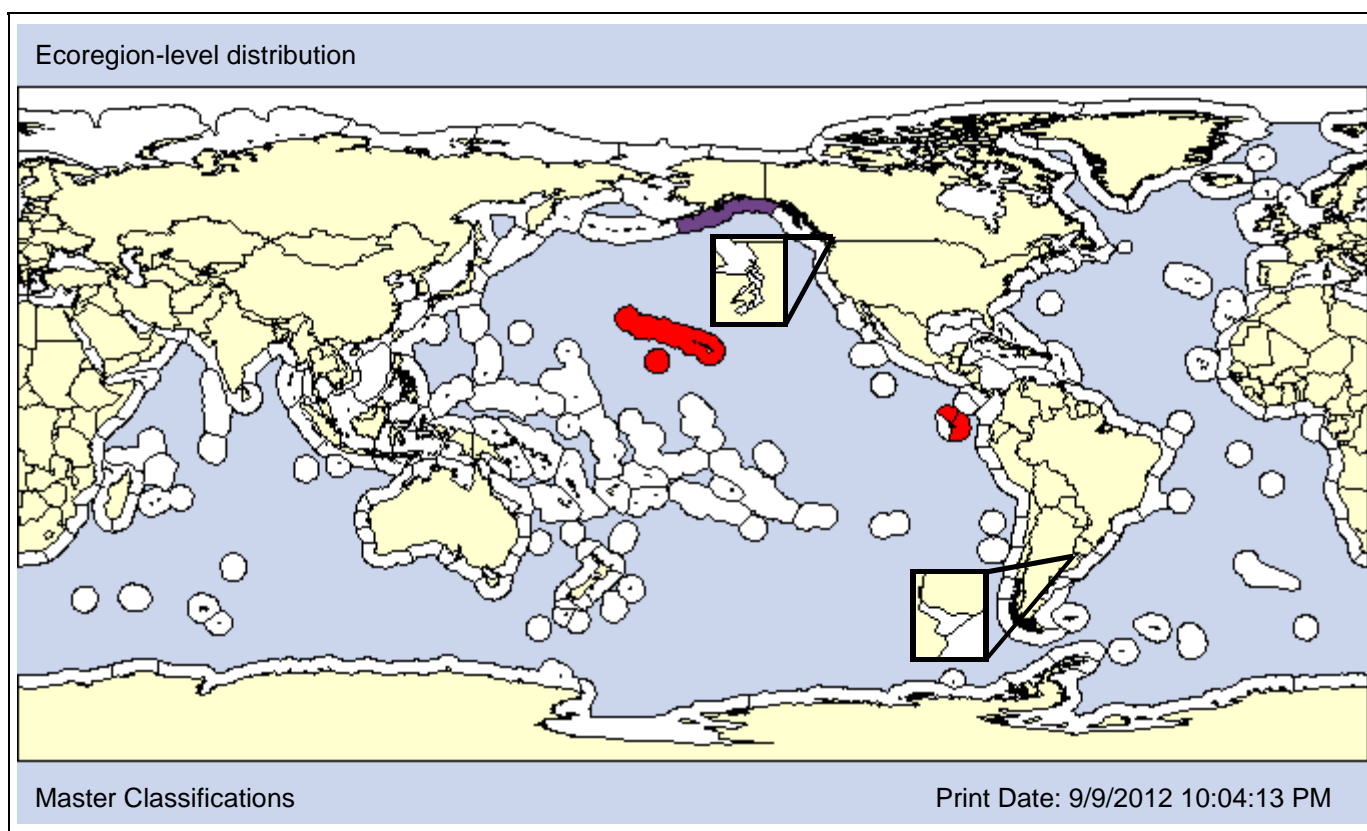 Ecoregion-level distribution
Master Classifications
Print Date: 9/9/2012 10:04:13 PM